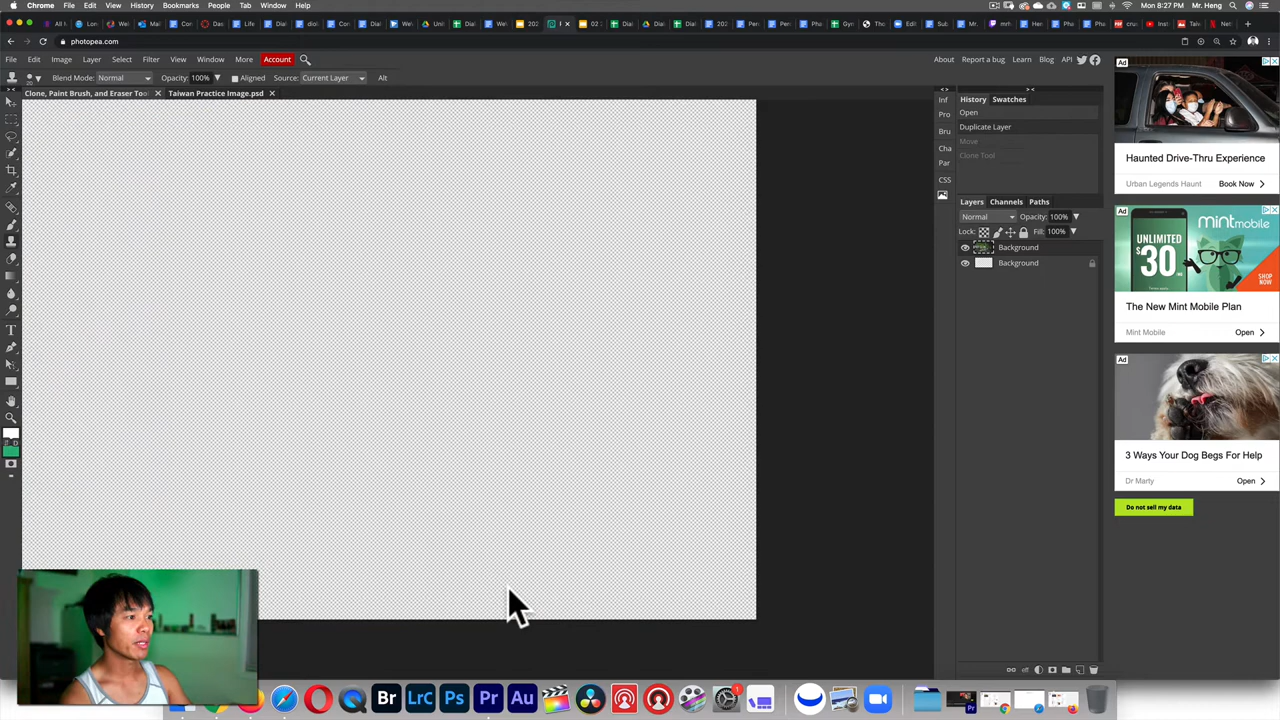 Chrome File Edit View History Bookmarks People Tab Window Help Mon 8:27 PM Mr. Heng
photopea.com
File Edit Image Layer Select Filter View Window More Account About Report a bug Learn Blog API
Blend Mode: Normal Opacity: 100% Aligned Source: Current Layer Alt
Clone, Paint Brush, and Eraser Too Taiwan Practice Image.psd
Inf
Pro
Bru
Cha
Par
CSS
History Swatches
Open
Duplicate Layer
Move
Clone Tool
Layers Channels Paths
Normal Opacity: 100%
Lock: Fill: 100%
Background
Background
Ad
Haunted Drive-Thru Experience
Urban Legends Haunt Book Now
Ad
mint mobile
UNLIMITED
$30
SHOP NOW
The New Mint Mobile Plan
Mint Mobile Open
Ad
3 Ways Your Dog Begs For Help
Dr Marty Open
Do not sell my data
Br LrC Ps Pr Au